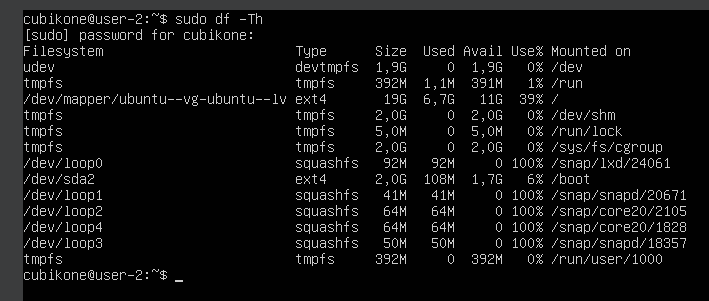 cubikone@user-2:~$ sudo df -Th
[sudo] password for cubikone:
Filesystem Type Size Used Avail Use% Mounted on
udev devtmpfs 1,9G 0 1,9G 0% /dev
tmpfs tmpfs 392M 1,1M 391M 1% /run
/dev/mapper/ubuntu--vg-ubuntu--lv ext4 19G 6,7G 11G 39% /
tmpfs tmpfs 2,0G 0 2,0G 0% /dev/shm
tmpfs tmpfs 5,0M 0 5,0M 0% /run/lock
tmpfs tmpfs 2,0G 0 2,0G 0% /sys/fs/cgroup
/dev/loop0 squashfs 92M 92M 0 100% /snap/lxd/24061
/dev/sda2 ext4 2,0G 108M 1,7G 6% /boot
/dev/loop1 squashfs 41M 41M 0 100% /snap/snapd/20671
/dev/loop2 squashfs 64M 64M 0 100% /snap/core20/2105
/dev/loop4 squashfs 64M 64M 0 100% /snap/core20/1828
/dev/loop3 squashfs 50M 50M 0 100% /snap/snapd/18357
tmpfs tmpfs 392M 0 392M 0% /run/user/1000
cubikone@user-2:~$ _